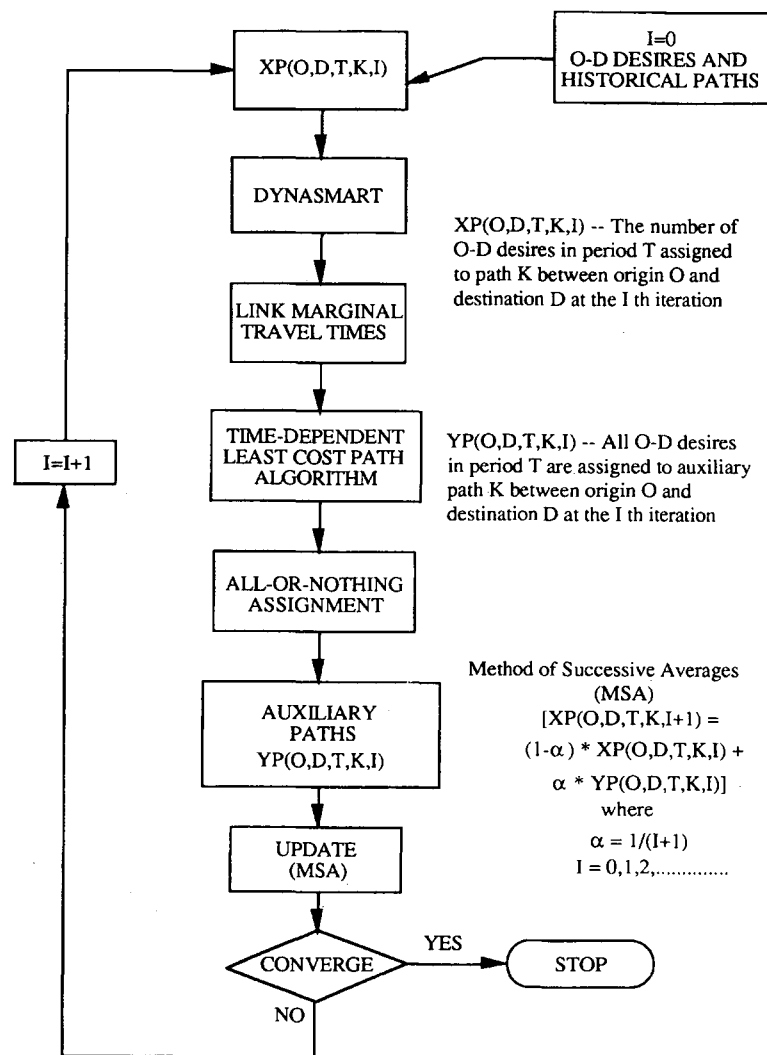 I=0
O-D DESIRES AND
HISTORICAL PATHS
XP(O,D,T,K,I)
DYNASMART
XP(O,D,T,K,I) -- The number of
O-D desires in period T assigned
to path K between origin O and
destination D at the I th iteration
LINK MARGINAL
TRAVEL TIMES
TIME-DEPENDENT
LEAST COST PATH
ALGORITHM
I=I+1
YP(O,D,T,K,I) -- All O-D desires
in period T are assigned to auxiliary
path K between origin O and
destination D at the I th iteration
ALL-OR-NOTHING
ASSIGNMENT
AUXILIARY
PATHS
YP(O,D,T,K,I)
Method of Successive Averages
(MSA)
[XP(O,D,T,K,I+1) =
(1-α) * XP(O,D,T,K,I) +
α * YP(O,D,T,K,I)]
where
α = 1/(I+1)
I = 0,1,2,..............
UPDATE
(MSA)
CONVERGE
YES
STOP
NO